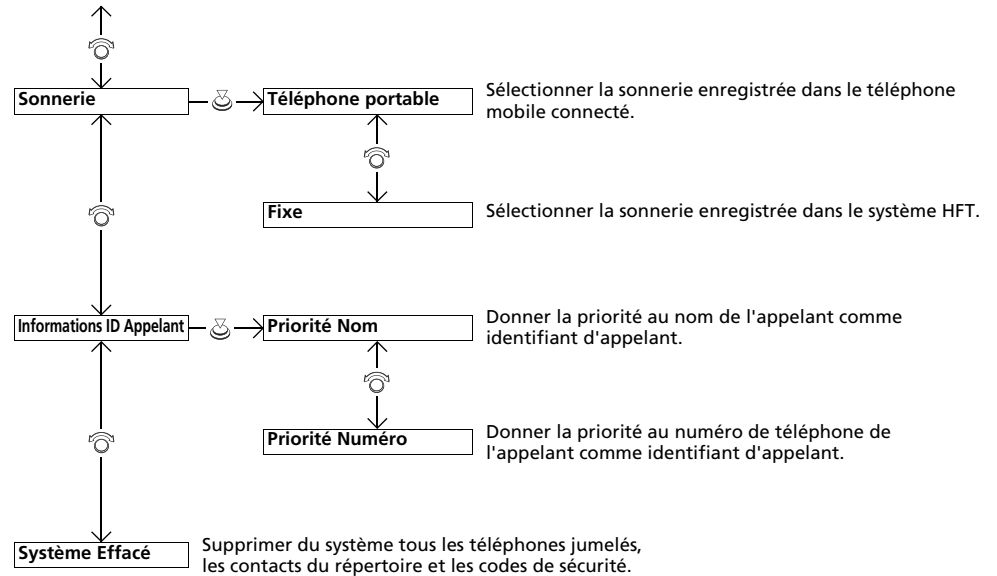 Sonnerie
Téléphone portable
Sélectionner la sonnerie enregistrée dans le téléphone
mobile connecté.
Fixe
Sélectionner la sonnerie enregistrée dans le système HFT.
Informations ID Appelant
Priorité Nom
Donner la priorité au nom de l'appelant comme
identifiant d'appelant.
Priorité Numéro
Donner la priorité au numéro de téléphone de
l'appelant comme identifiant d'appelant.
Système Effacé
Supprimer du système tous les téléphones jumelés,
les contacts du répertoire et les codes de sécurité.